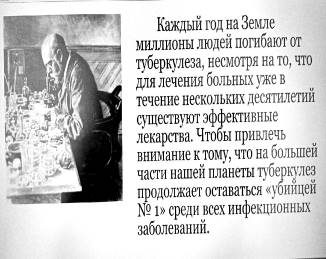 Каждый год на Земле
миллионы людей погибают от
туберкулеза, несмотря на то, что
для лечения больных уже в
течение нескольких десятилетий
существуют эффективные
лекарства. Чтобы привлечь
внимание к тому, что на большей
части нашей планеты туберкулез
продолжает оставаться «убийцей
№ 1» среди всех инфекционных
заболеваний.